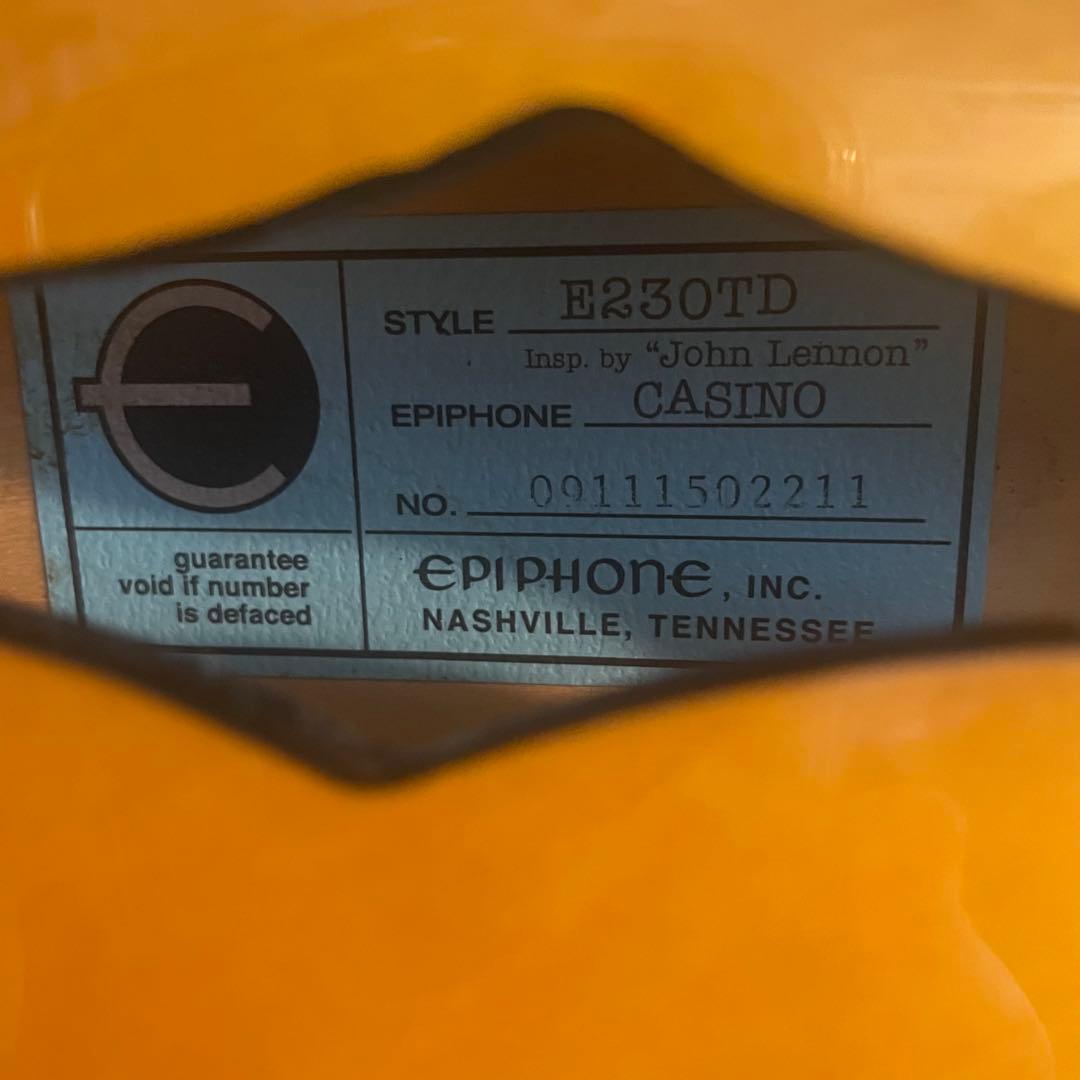 STYLE E230TD
Insp. by “John Lennon”
EPIPHONE CASINO
NO. 09111502211
guarantee
void if number
is defaced
EPIPHONE, INC.
NASHVILLE, TENNESSEE